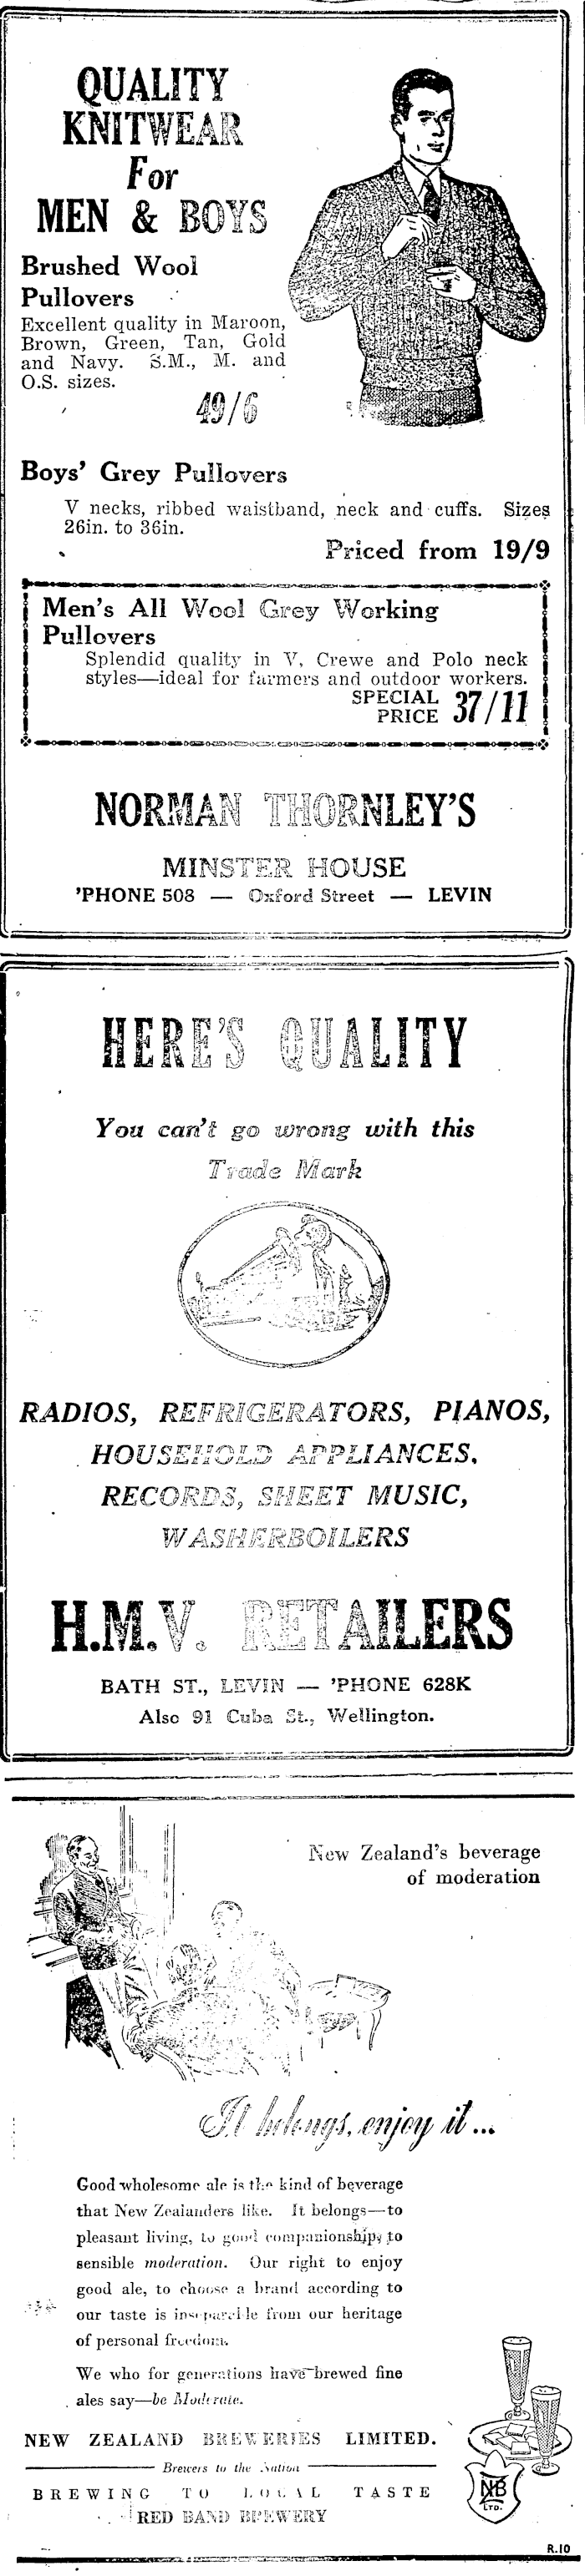 QUALITY
KNITWEAR
For
MEN & BOYS
Brushed Wool
Pullovers
Excellent quality in Maroon,
Brown, Green, Tan, Gold
and Navy. S.M., M. and
O.S. sizes.
49/6
Boys' Grey Pullovers
V necks, ribbed waistband, neck and cuffs. Sizes
26in. to 36in.
Priced from 19/9
Men's All Wool Grey Working
Pullovers
Splendid quality in V, Crewe and Polo neck
styles—ideal for farmers and outdoor workers.
SPECIAL
PRICE 37/11
NORMAN THORNLEY'S
MINSTER HOUSE
'PHONE 508 — Oxford Street — LEVIN
HERE'S QUALITY
You can't go wrong with this
Trade Mark
RADIOS, REFRIGERATORS, PIANOS,
HOUSEHOLD APPLIANCES,
RECORDS, SHEET MUSIC,
WASHERBOILERS
H.M.V. RETAILERS
BATH ST., LEVIN — 'PHONE 628K
Also 91 Cuba St., Wellington.
New Zealand's beverage
of moderation
It belongs, enjoy it...
Good wholesome ale is the kind of beverage
that New Zealanders like. It belongs—to
pleasant living, to good companionship, to
sensible moderation. Our right to enjoy
good ale, to choose a brand according to
our taste is inseparable from our heritage
of personal freedom.
We who for generations have brewed fine
ales say—be Moderate.
NEW ZEALAND BREWERIES LIMITED.
Brewers to the Nation
BREWING TO LOCAL TASTE
RED BAND BREWERY
NZB
LTD.
R.10